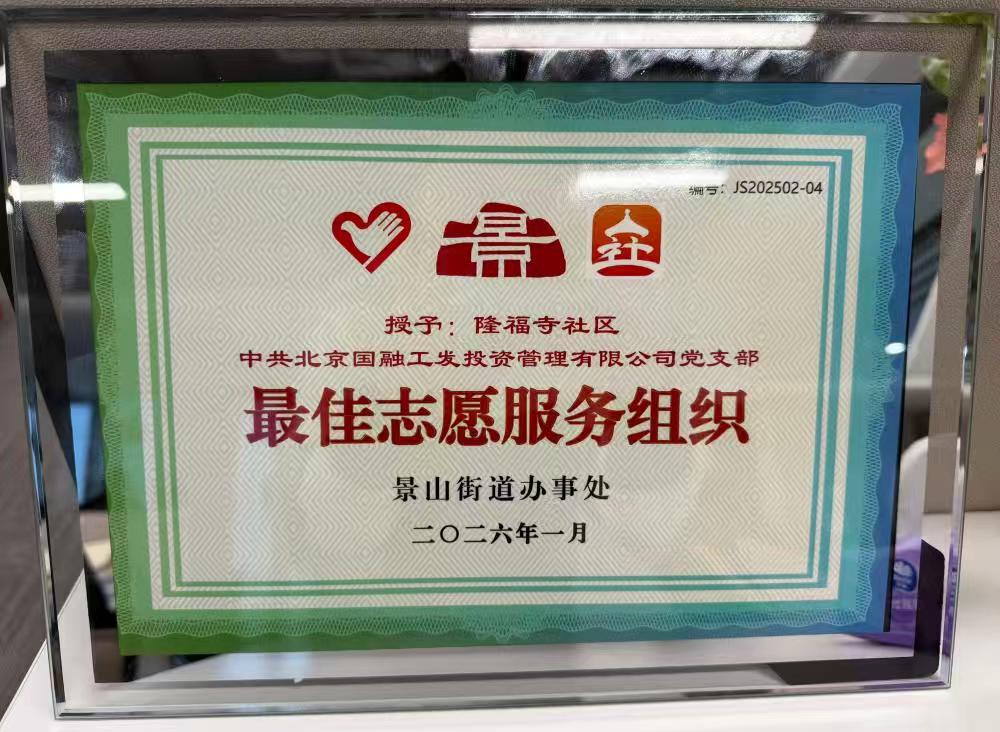 编号：JS202502-04
景
社
授予：隆福寺社区
中共北京国融工发投资管理有限公司党支部
最佳志愿服务组织
景山街道办事处
二〇二六年一月